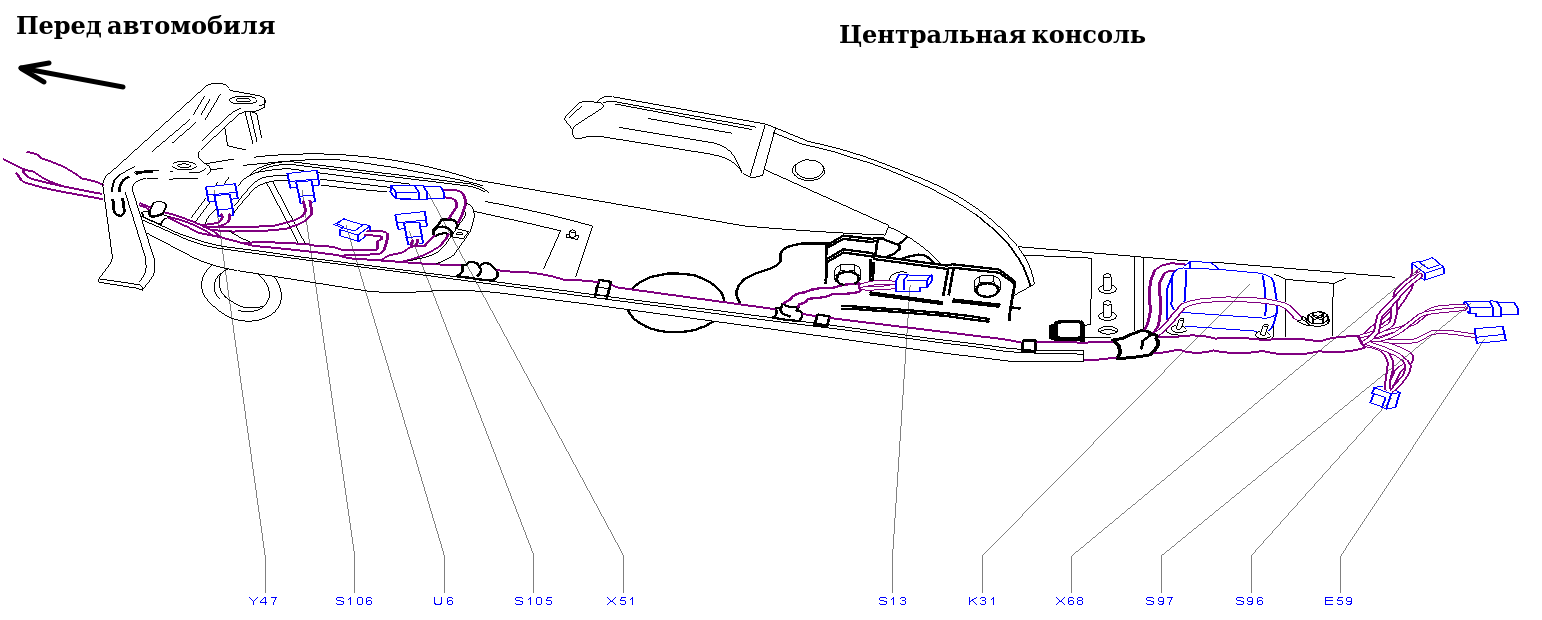 Перед автомобиля
Центральная консоль
Y47 S106 U6 S105 X51 S13 K31 X68 S97 S96 E59